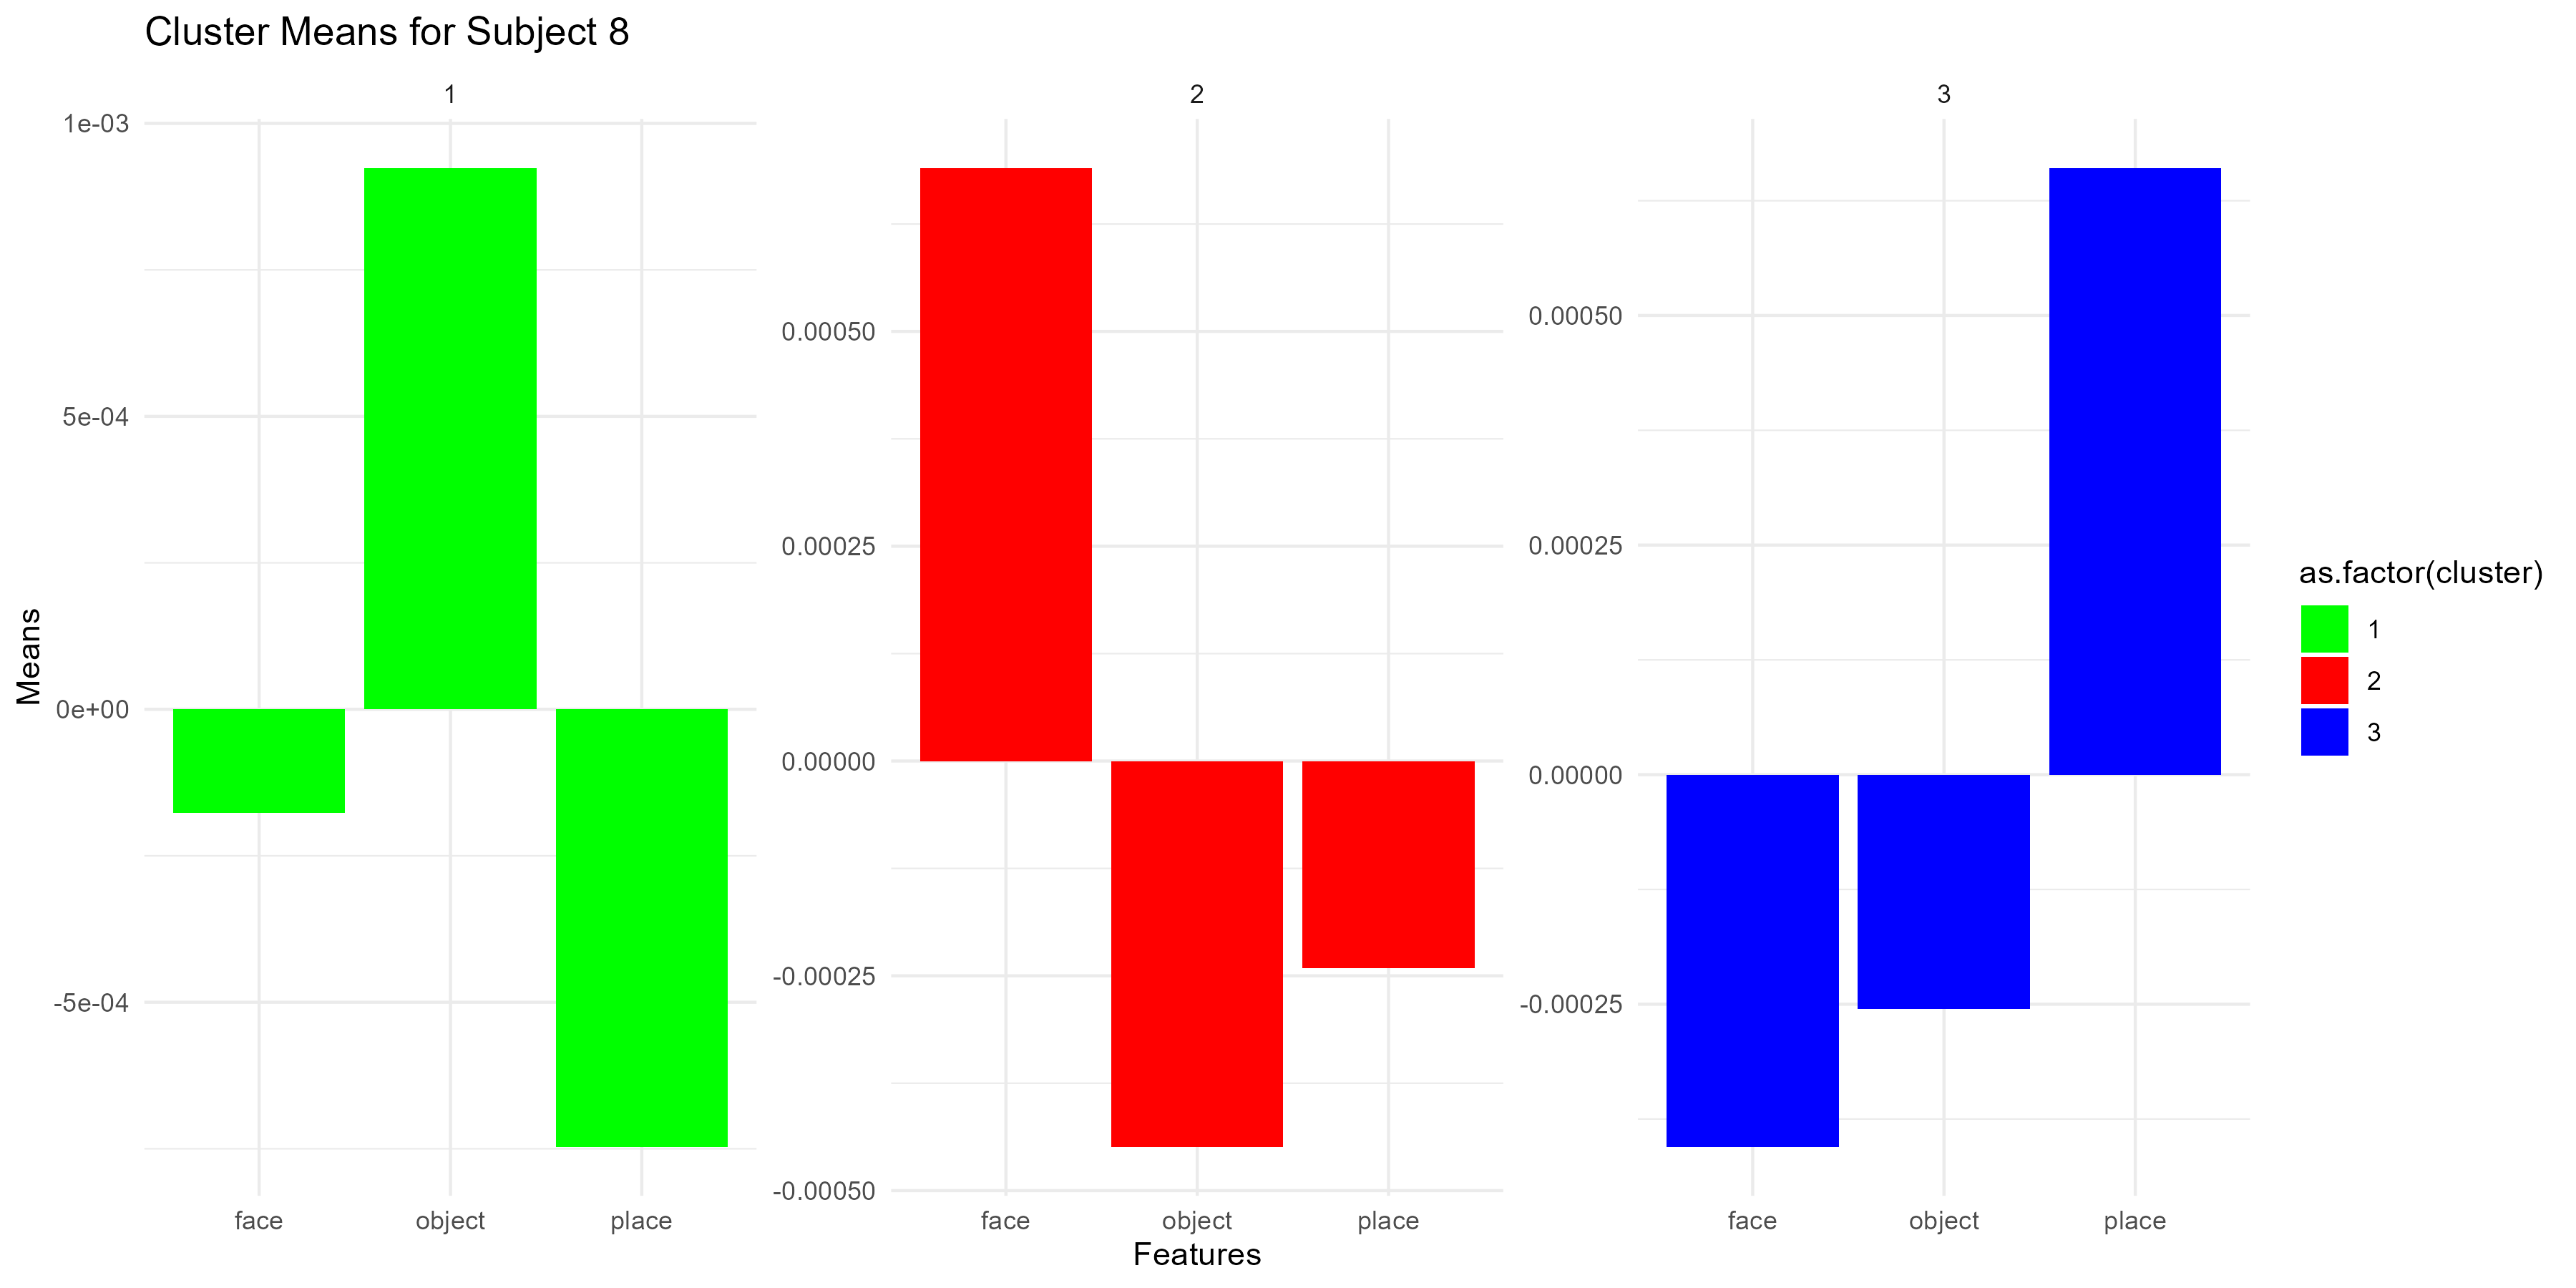 Cluster Means for Subject 8
1
2
3
Means
1e-03
5e-04
0e+00
-5e-04
0.00050
0.00025
0.00000
-0.00025
-0.00050
0.00050
0.00025
0.00000
-0.00025
face object place
face object place
face object place
Features
as.factor(cluster)
1
2
3